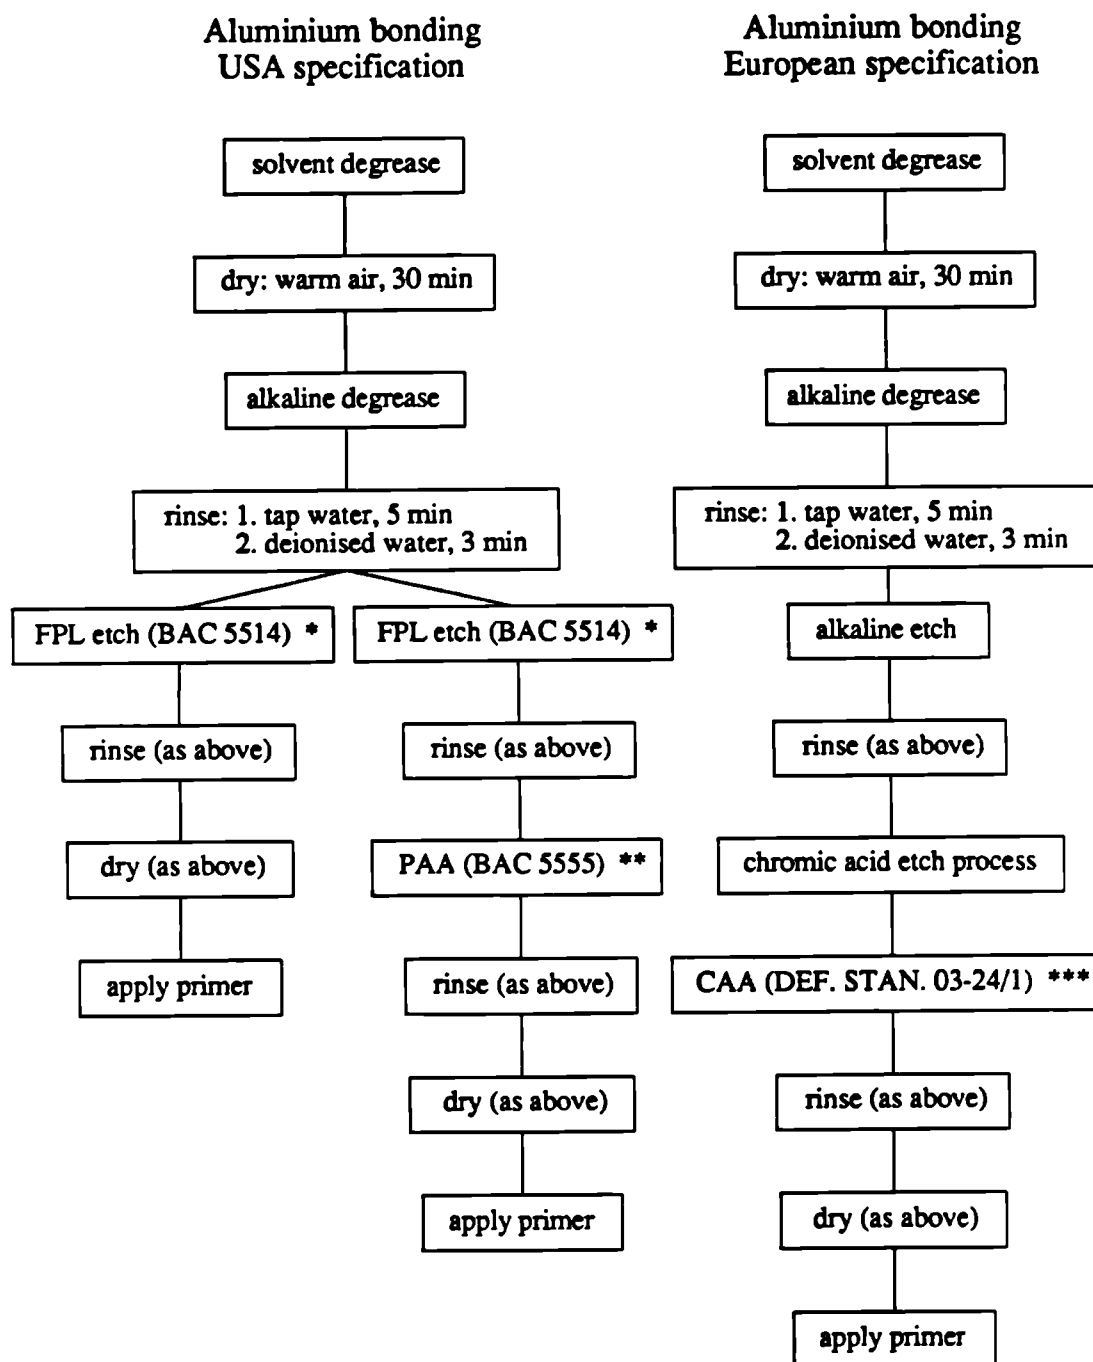 Aluminium bonding
USA specification
solvent degrease
dry: warm air, 30 min
alkaline degrease
rinse: 1. tap water, 5 min
2. deionised water, 3 min
FPL etch (BAC 5514) *
rinse (as above)
dry (as above)
apply primer
FPL etch (BAC 5514) *
rinse (as above)
PAA (BAC 5555) **
rinse (as above)
dry (as above)
apply primer
Aluminium bonding
European specification
solvent degrease
dry: warm air, 30 min
alkaline degrease
rinse: 1. tap water, 5 min
2. deionised water, 3 min
alkaline etch
rinse (as above)
chromic acid etch process
CAA (DEF. STAN. 03-24/1) ***
rinse (as above)
dry (as above)
apply primer